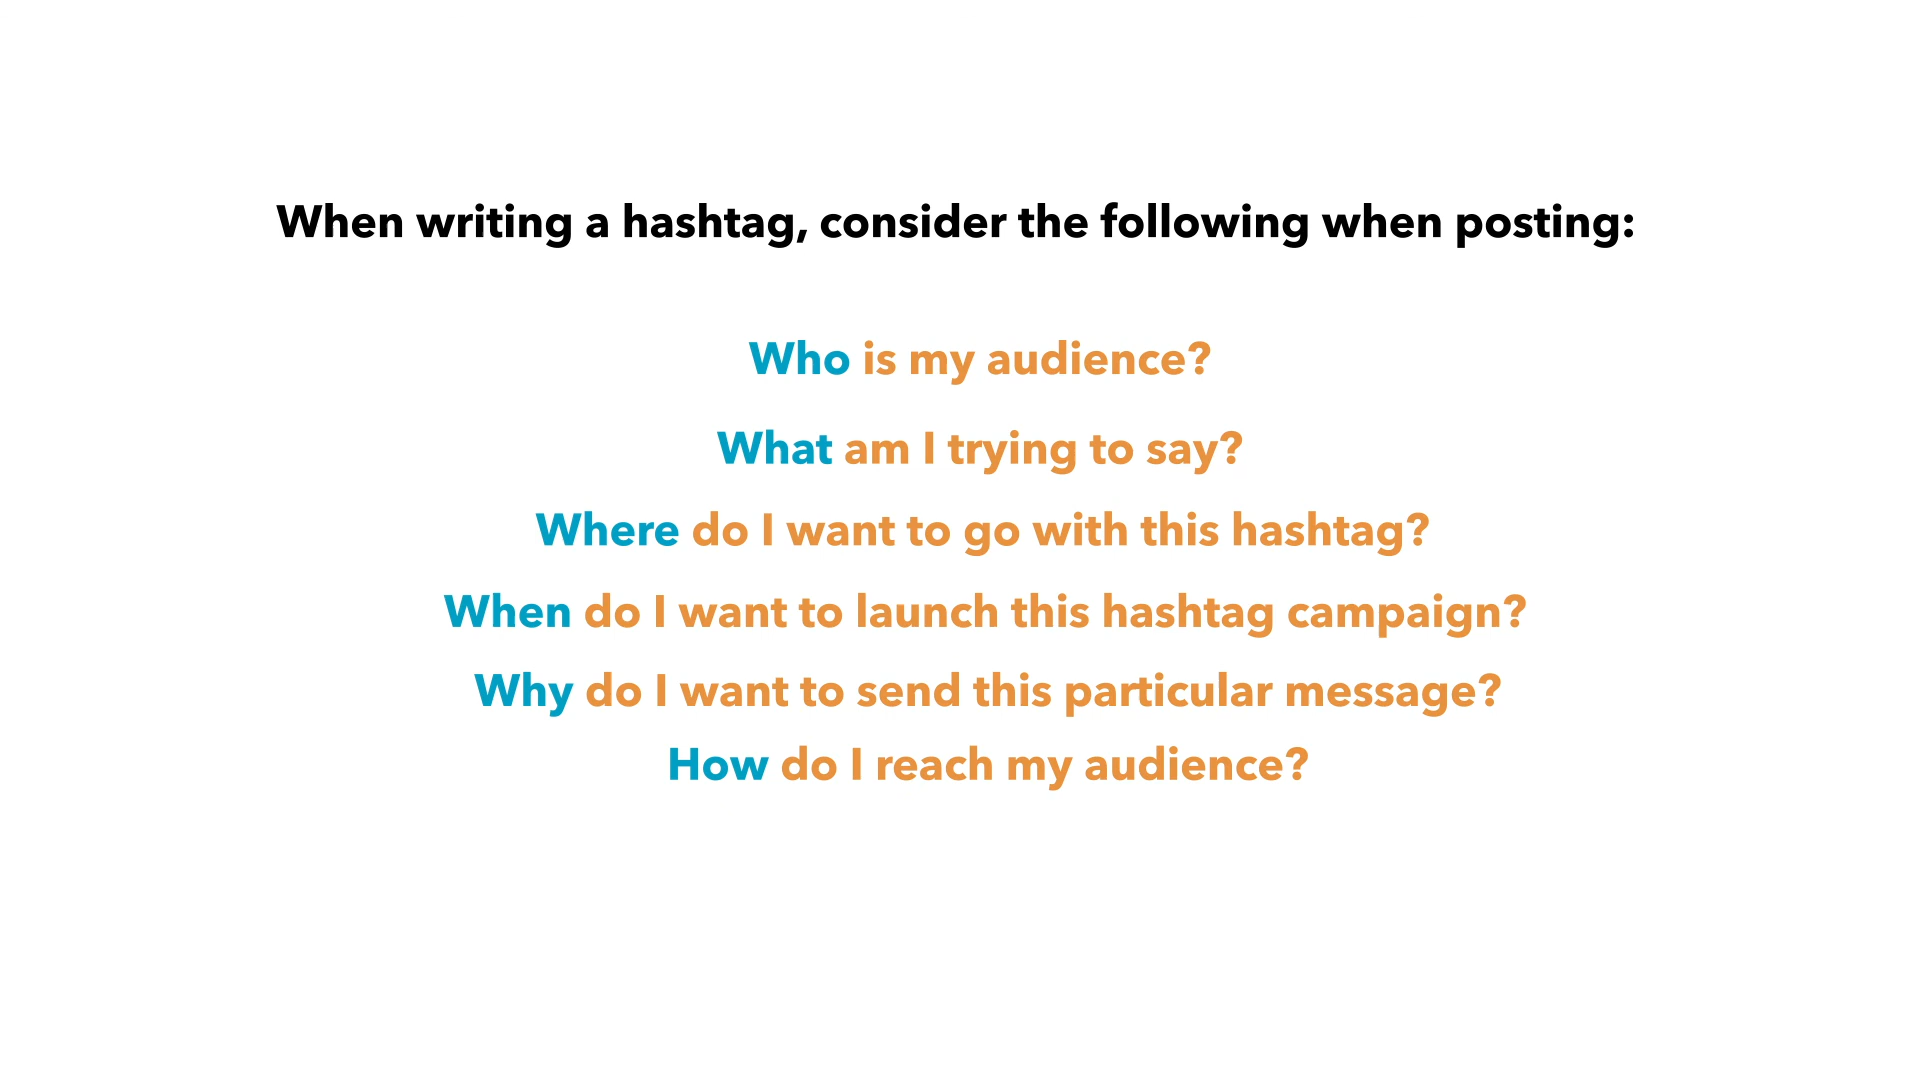 When writing a hashtag, consider the following when posting:
Who is my audience?
What am I trying to say?
Where do I want to go with this hashtag?
When do I want to launch this hashtag campaign?
Why do I want to send this particular message?
How do I reach my audience?